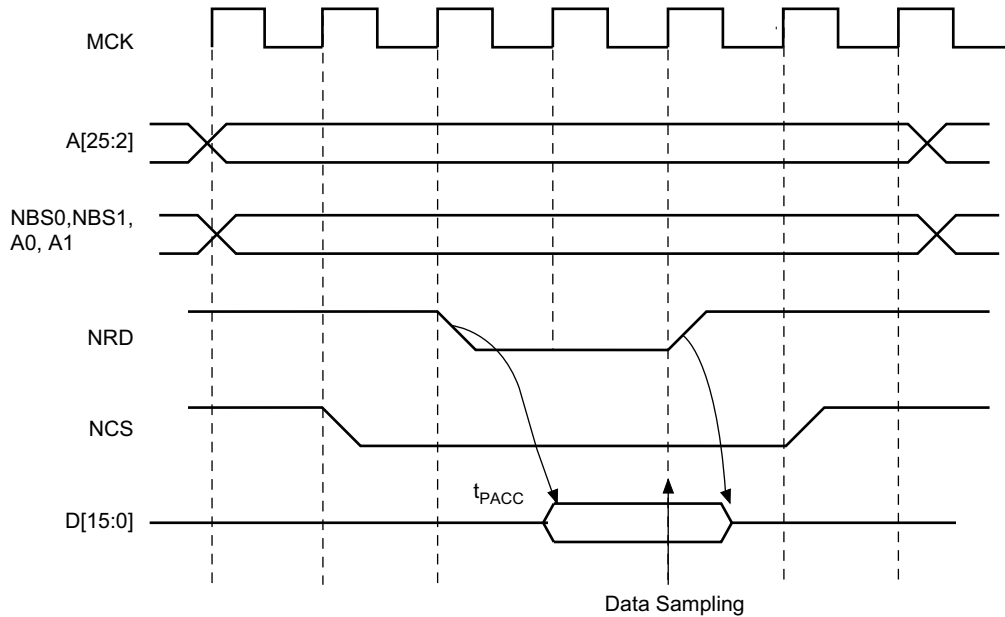 MCK
A[25:2]
NBS0,NBS1,
A0, A1
NRD
NCS
tPACC
D[15:0]
Data Sampling